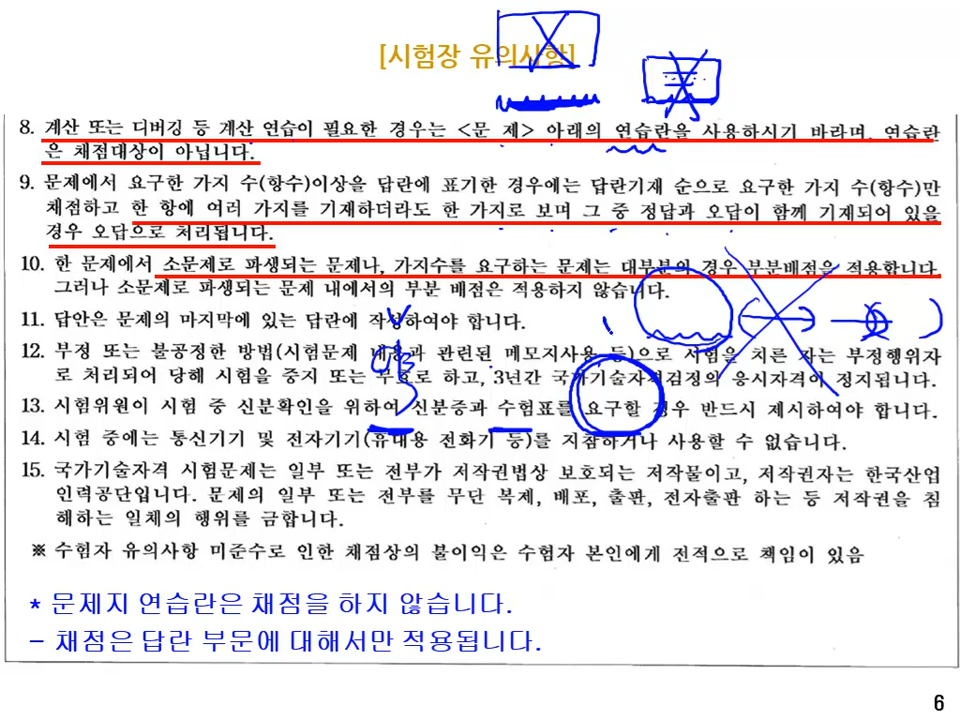 [시험장 유의사항]
8. 계산 또는 디버깅 등 계산 연습이 필요한 경우는 <문 제> 아래의 연습란을 사용하시기 바라며, 연습란
은 채점대상이 아닙니다.
9. 문제에서 요구한 가지 수(항수)이상을 답란에 표기한 경우에는 답란기재 순으로 요구한 가지 수(항수)만
채점하고 한 항에 여러 가지를 기재하더라도 한 가지로 보며 그 중 정답과 오답이 함께 기재되어 있을
경우 오답으로 처리됩니다.
10. 한 문제에서 소문제로 파생되는 문제나, 가지수를 요구하는 문제는 대부분의 경우 부분배점을 적용합니다.
그러나 소문제로 파생되는 문제 내에서의 부분 배점은 적용하지 않습니다.
11. 답안은 문제의 마지막에 있는 답란에 작성하여야 합니다.
12. 부정 또는 불공정한 방법(시험문제 내용과 관련된 메모지사용 등)으로 시험을 치른 자는 부정행위자
로 처리되어 당해 시험을 중지 또는 무효로 하고, 3년간 국가기술자격검정의 응시자격이 정지됩니다.
13. 시험위원이 시험 중 신분확인을 위하여 신분증과 수험표를 요구할 경우 반드시 제시하여야 합니다.
14. 시험 중에는 통신기기 및 전자기기(휴대용 전화기 등)를 지참하거나 사용할 수 없습니다.
15. 국가기술자격 시험문제는 일부 또는 전부가 저작권법상 보호되는 저작물이고, 저작권자는 한국산업
인력공단입니다. 문제의 일부 또는 전부를 무단 복제, 배포, 출판, 전자출판 하는 등 저작권을 침
해하는 일체의 행위를 금합니다.
※ 수험자 유의사항 미준수로 인한 채점상의 불이익은 수험자 본인에게 전적으로 책임이 있음
* 문제지 연습란은 채점을 하지 않습니다.
- 채점은 답란 부문에 대해서만 적용됩니다.
6